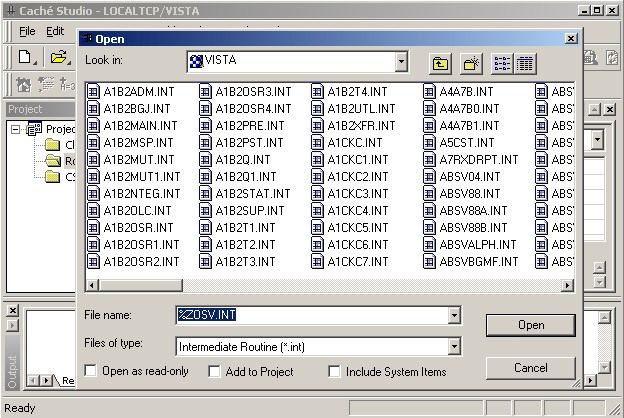 Caché Studio - LOCALTCP/VISTA
File Edit
Open
Look in: VISTA
Project
Project
Cl
Ro
CS
A1B2ADM.INT A1B2OSR3.INT A1B2T4.INT A4A7B.INT ABSV
A1B2BGJ.INT A1B2OSR4.INT A1B2UTL.INT A4A7B0.INT ABSV
A1B2MAIN.INT A1B2PRE.INT A1B2XFR.INT A4A7B1.INT ABSV
A1B2MSP.INT A1B2PST.INT A1CKC.INT A5CST.INT ABSV
A1B2MUT.INT A1B2Q.INT A1CKC1.INT A7RXDRPT.INT ABSV
A1B2MUT1.INT A1B2Q1.INT A1CKC2.INT ABSV04.INT ABSV
A1B2NTEG.INT A1B2STAT.INT A1CKC3.INT ABSV88.INT ABSV
A1B2OLC.INT A1B2SUP.INT A1CKC4.INT ABSV88A.INT ABSV
A1B2OSR.INT A1B2T1.INT A1CKC5.INT ABSV88B.INT ABSV
A1B2OSR1.INT A1B2T2.INT A1CKC6.INT ABSVALPH.INT ABSV
A1B2OSR2.INT A1B2T3.INT A1CKC7.INT ABSVBGMF.INT ABSV
File name: %ZOSV.INT Open
Files of type: Intermediate Routine (*.int)
Open as read-only Add to Project Include System Items Cancel
Output
Re
Ready